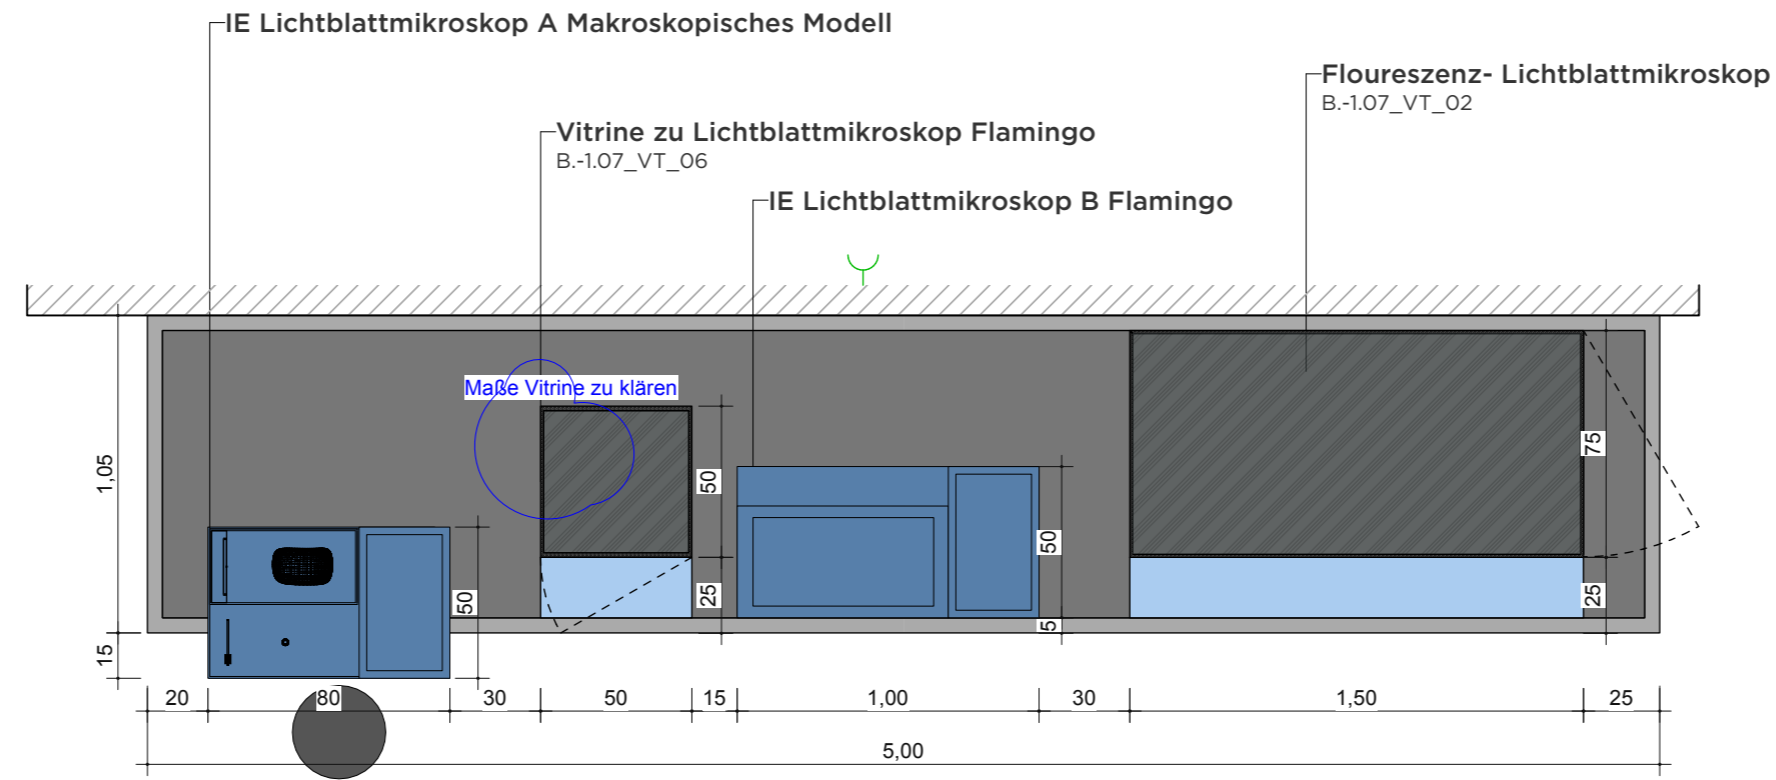 IE Lichtblattmikroskop A Makroskopisches Modell
Floureszenz- Lichtblattmikroskop
B.-1.07_VT_02
Vitrine zu Lichtblattmikroskop Flamingo
B.-1.07_VT_06
IE Lichtblattmikroskop B Flamingo
Maße Vitrine zu klären
1,05
15
50
50
25
50
5
75
25
20
80
30
50
15
1,00
30
1,50
25
5,00